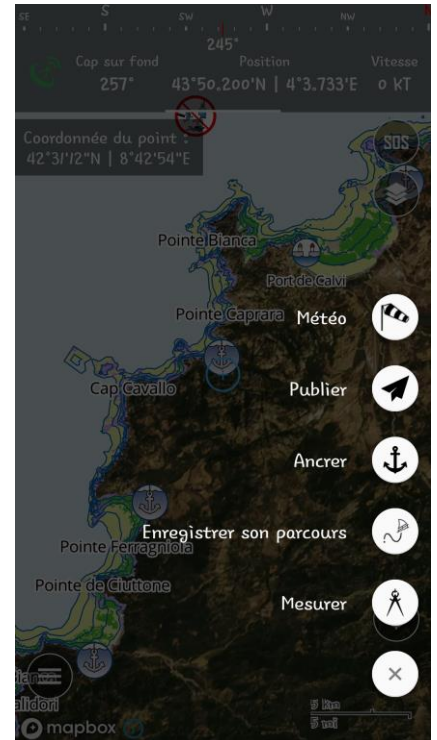 SE S SW W NW
245°
Cap sur fond Position Vitesse
257° 43°50.200'N | 4°3.733'E 0 KT
Coordonnée du point :
42°31'12"N | 8°42'54"E
SOS
Pointe Bianca
Port de Calvi
Pointe Caprara
Météo
Cap Cavallo
Publier
Ancrer
Enregistrer son parcours
Pointe Ferragniola
Pointe de Ciuttone
Mesurer
5 km
5 mi
mapbox